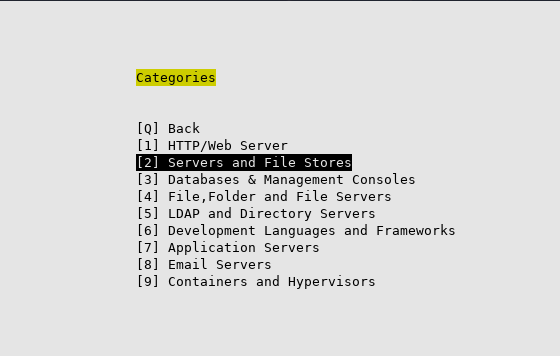 Categories
[Q] Back
[1] HTTP/Web Server
[2] Servers and File Stores
[3] Databases & Management Consoles
[4] File,Folder and File Servers
[5] LDAP and Directory Servers
[6] Development Languages and Frameworks
[7] Application Servers
[8] Email Servers
[9] Containers and Hypervisors